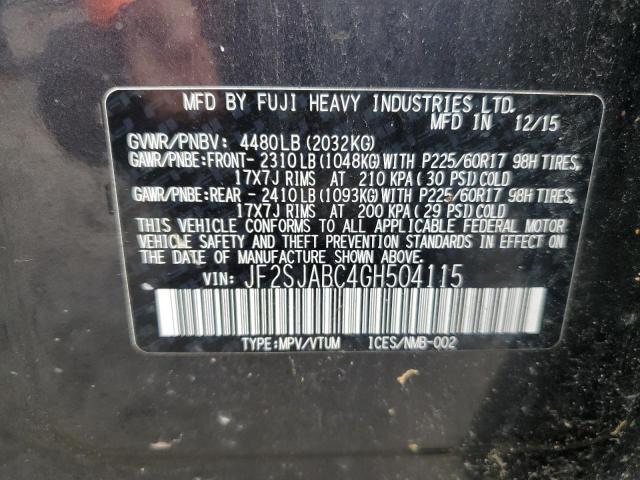 MFD BY FUJI HEAVY INDUSTRIES LTD.
MFD IN 12/15
GVWR/PNBV: 4480LB (2032KG)
GAWR/PNBE:FRONT- 2310LB (1048KG) WITH P225/60R17 98H TIRES,
17X7J RIMS AT 210 KPA (30 PSI) COLD
GAWR/PNBE:REAR - 2410LB (1093KG) WITH P225/60R17 98H TIRES,
17X7J RIMS AT 200 KPA (29 PSI) COLD
THIS VEHICLE CONFORMS TO ALL APPLICABLE FEDERAL MOTOR
VEHICLE SAFETY AND THEFT PREVENTION STANDARDS IN EFFECT ON
THE DATE OF MANUFACTURE SHOWN ABOVE.
VIN: JF2SJABC4GH504115
TYPE:MPV/VTUM ICES/NMB-002